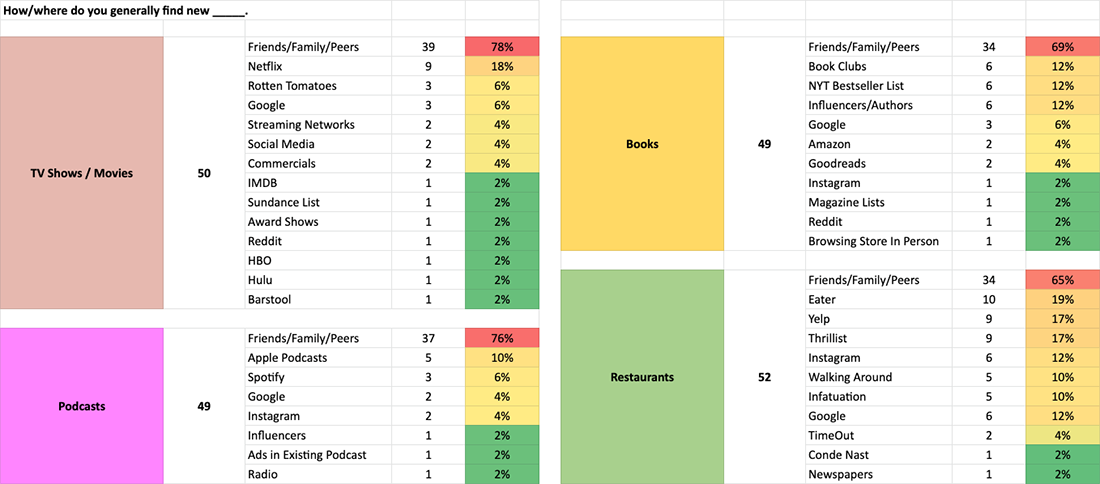 How/where do you generally find new _____.
TV Shows / Movies 50
Friends/Family/Peers 39 78%
Netflix 9 18%
Rotten Tomatoes 3 6%
Google 3 6%
Streaming Networks 2 4%
Social Media 2 4%
Commercials 2 4%
IMDB 1 2%
Sundance List 1 2%
Award Shows 1 2%
Reddit 1 2%
HBO 1 2%
Hulu 1 2%
Barstool 1 2%
Podcasts 49
Friends/Family/Peers 37 76%
Apple Podcasts 5 10%
Spotify 3 6%
Google 2 4%
Instagram 2 4%
Influencers 1 2%
Ads in Existing Podcast 1 2%
Radio 1 2%
Books 49
Friends/Family/Peers 34 69%
Book Clubs 6 12%
NYT Bestseller List 6 12%
Influencers/Authors 6 12%
Google 3 6%
Amazon 2 4%
Goodreads 2 4%
Instagram 1 2%
Magazine Lists 1 2%
Reddit 1 2%
Browsing Store In Person 1 2%
Restaurants 52
Friends/Family/Peers 34 65%
Eater 10 19%
Yelp 9 17%
Thrillist 9 17%
Instagram 6 12%
Walking Around 5 10%
Infatuation 5 10%
Google 6 12%
TimeOut 2 4%
Conde Nast 1 2%
Newspapers 1 2%